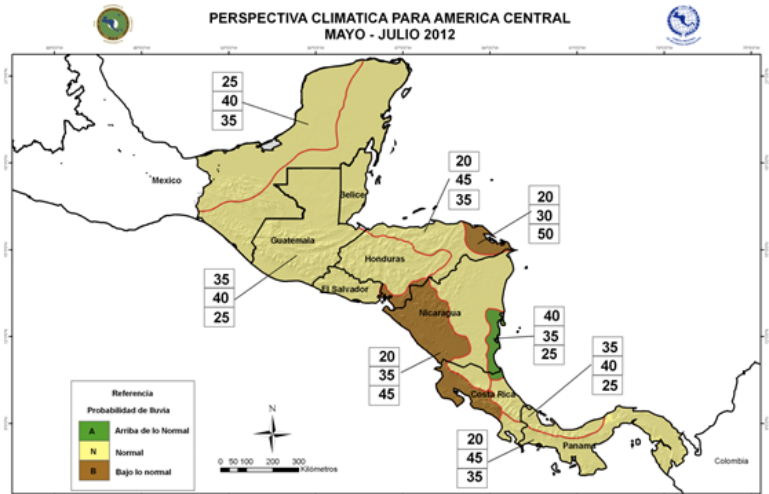 PERSPECTIVA CLIMATICA PARA AMERICA CENTRAL
MAYO - JULIO 2012
25
40
35
Mexico
Belice
20
45
35
20
30
50
Guatemala
Honduras
El Salvador
35
40
25
Nicaragua
40
35
25
20
35
45
35
40
25
Costa Rica
Panama
20
45
35
Colombia
Referencia
Probabilidad de lluvia
A Arriba de lo Normal
N Normal
B Bajo lo normal
N
0 50 100 200 300
Kilómetros